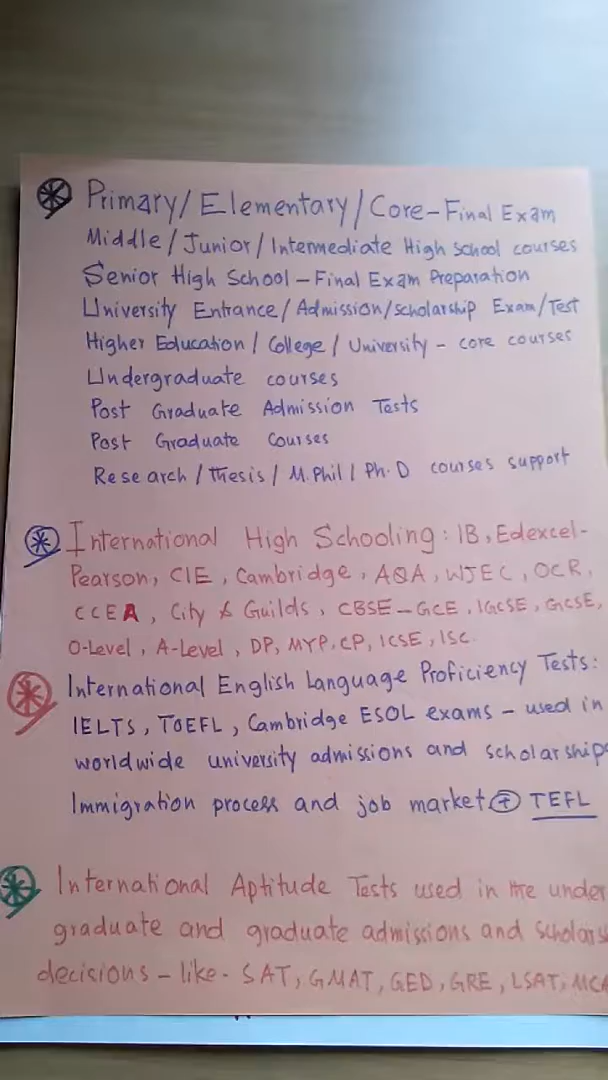 Primary/Elementary/Core-Final Exam
Middle/Junior/Intermediate High School courses
Senior High School - Final Exam Preparation
University Entrance/Admission/scholarship Exam/Test
Higher Education/College/University - core courses
Undergraduate courses
Post Graduate Admission Tests
Post Graduate Courses
Research/Thesis/M.Phil/Ph.D courses support
International High Schooling: IB, Edexcel-
Pearson, CIE, Cambridge, AQA, WJEC, OCR,
CCEA, City & Guilds, CBSE-GCE, IGCSE, GICSE,
O-Level, A-Level, DP, MYP, CP, ICSE, ISC.
International English Language Proficiency Tests:
IELTS, TOEFL, Cambridge ESOL exams - used in
worldwide university admissions and scholarship
Immigration process and job market + TEFL
International Aptitude Tests used in the under
graduate and graduate admissions and
decisions - like - SAT, GMAT, GED, GRE, LSAT,